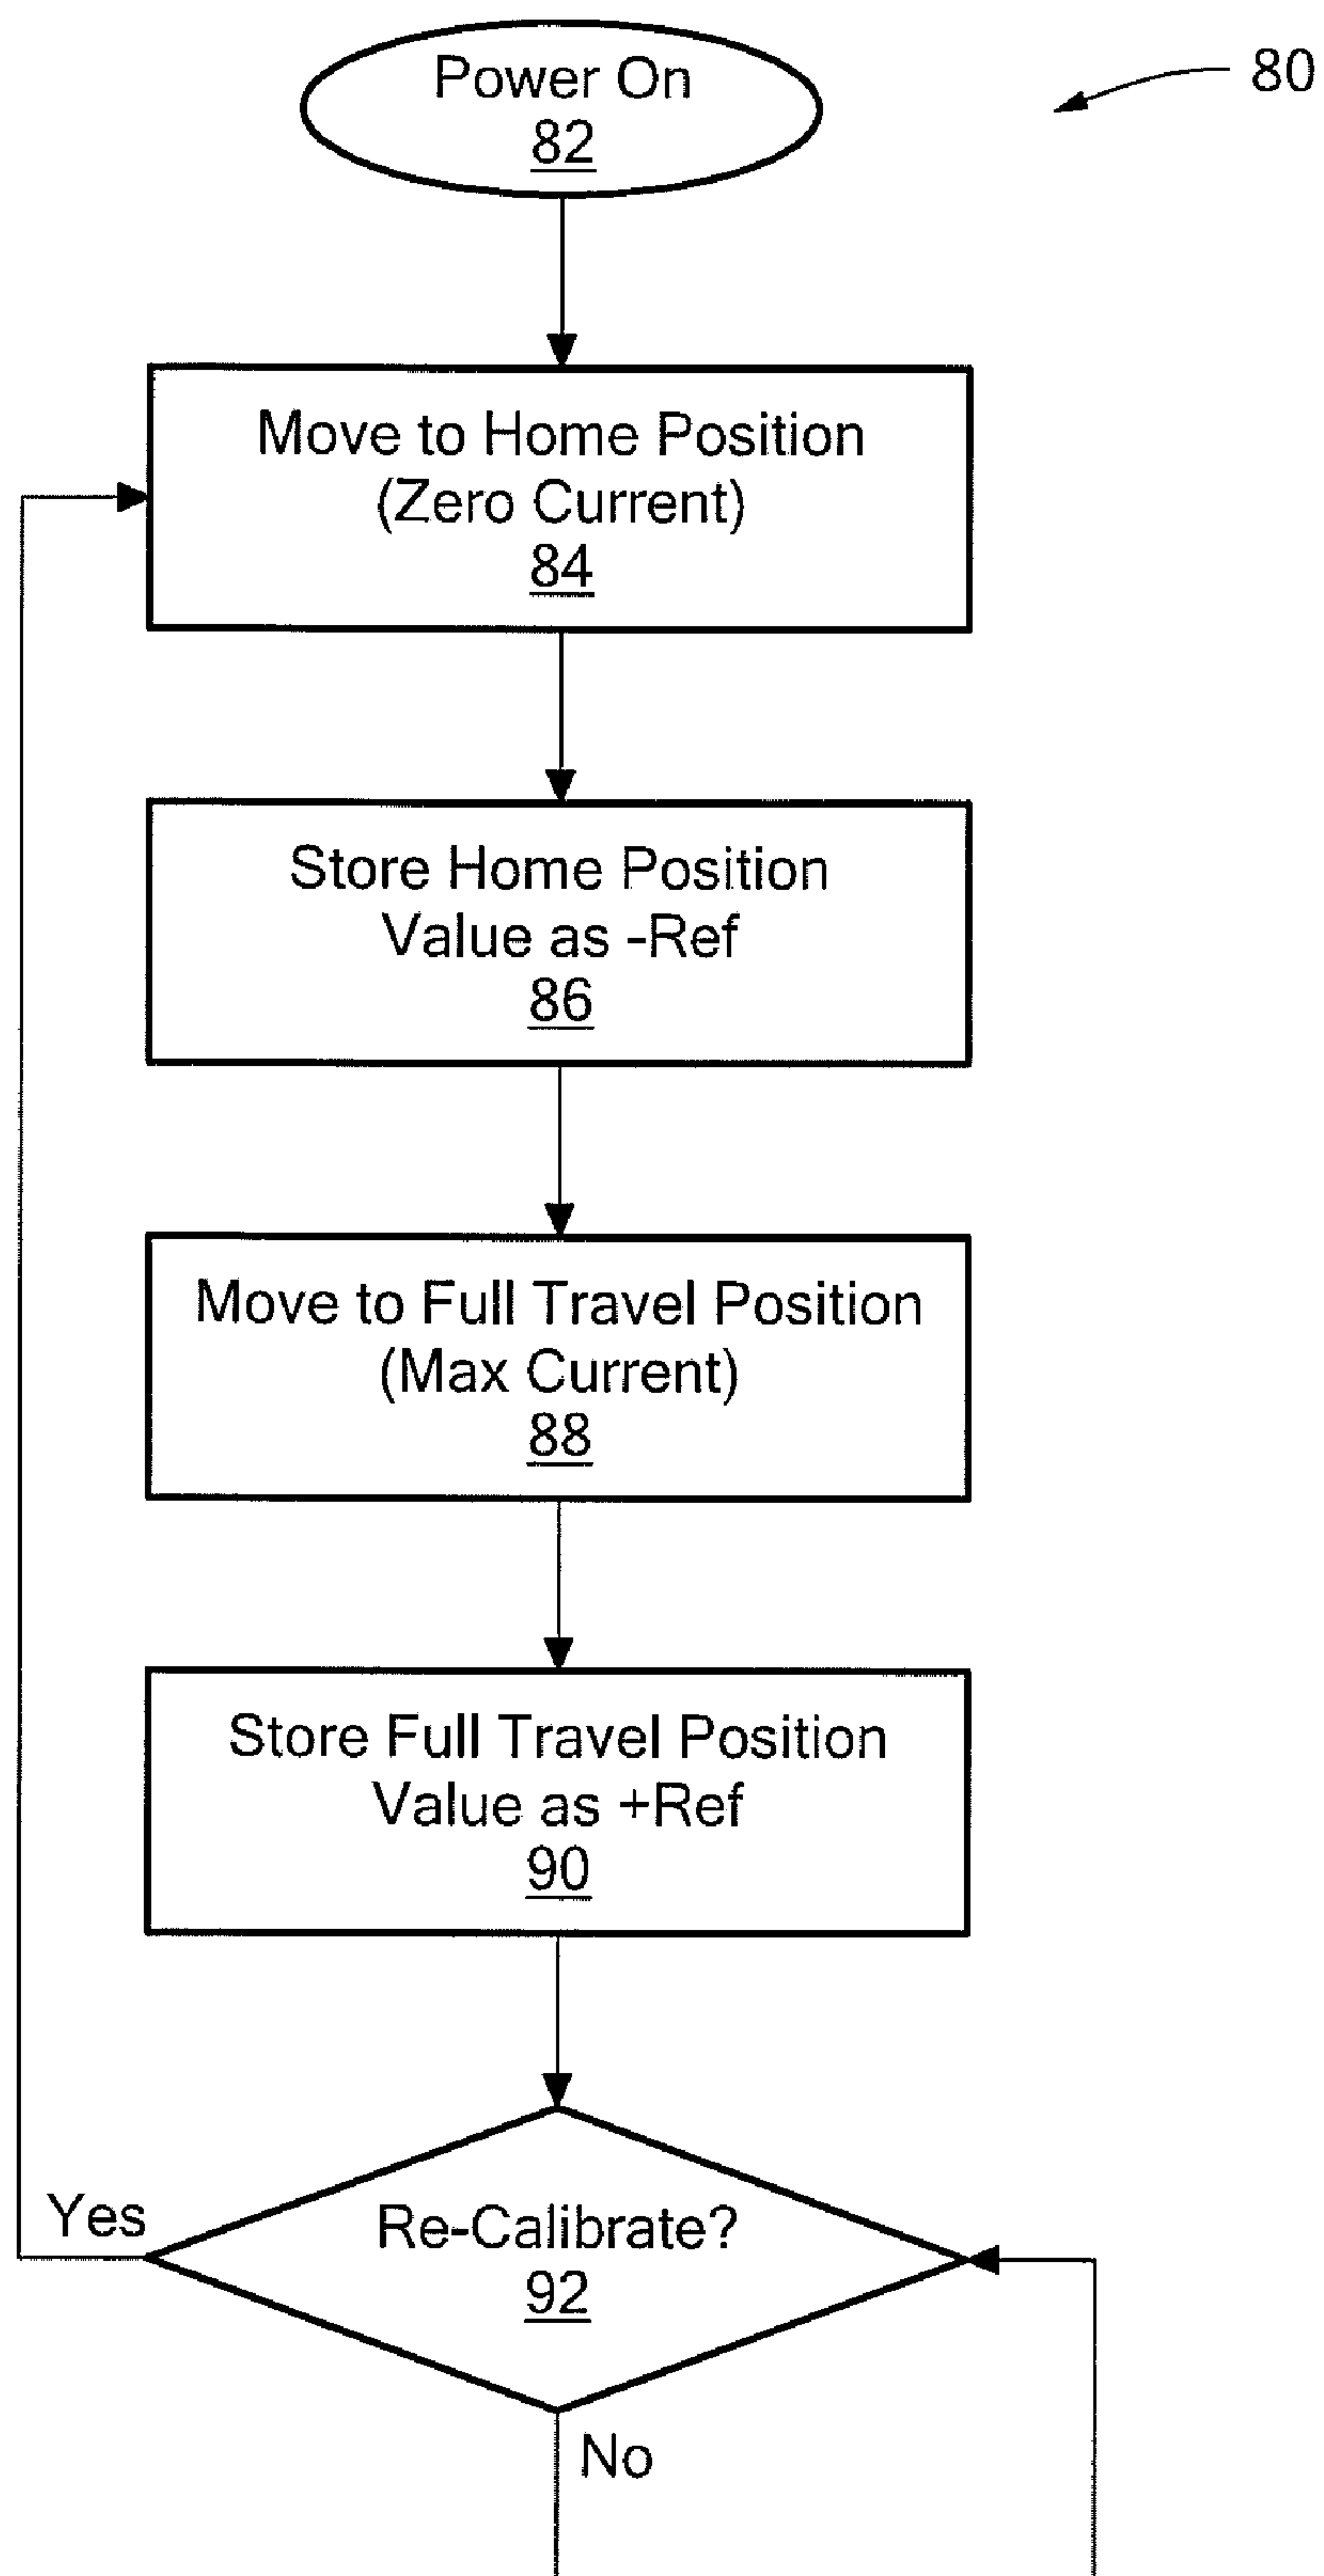 Power On
82
80
Move to Home Position
(Zero Current)
84
Store Home Position
Value as -Ref
86
Move to Full Travel Position
(Max Current)
88
Store Full Travel Position
Value as +Ref
90
Yes
Re-Calibrate?
92
No